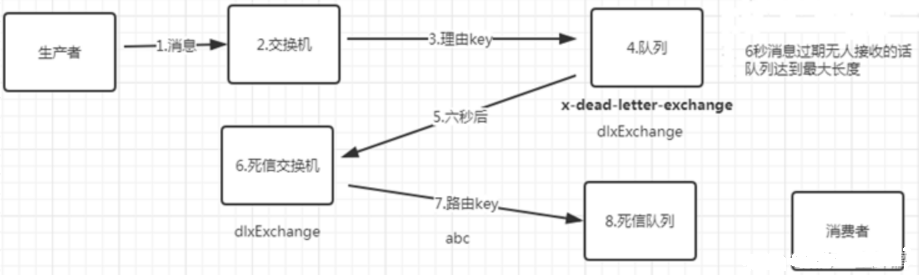 生产者
1.消息
2.交换机
3.理由key
4.队列
6秒消息过期无人接收的话
队列达到最大长度
x-dead-letter-exchange
dlxExchange
5.六秒后
6.死信交换机
dlxExchange
7.路由key
abc
8.死信队列
消费者